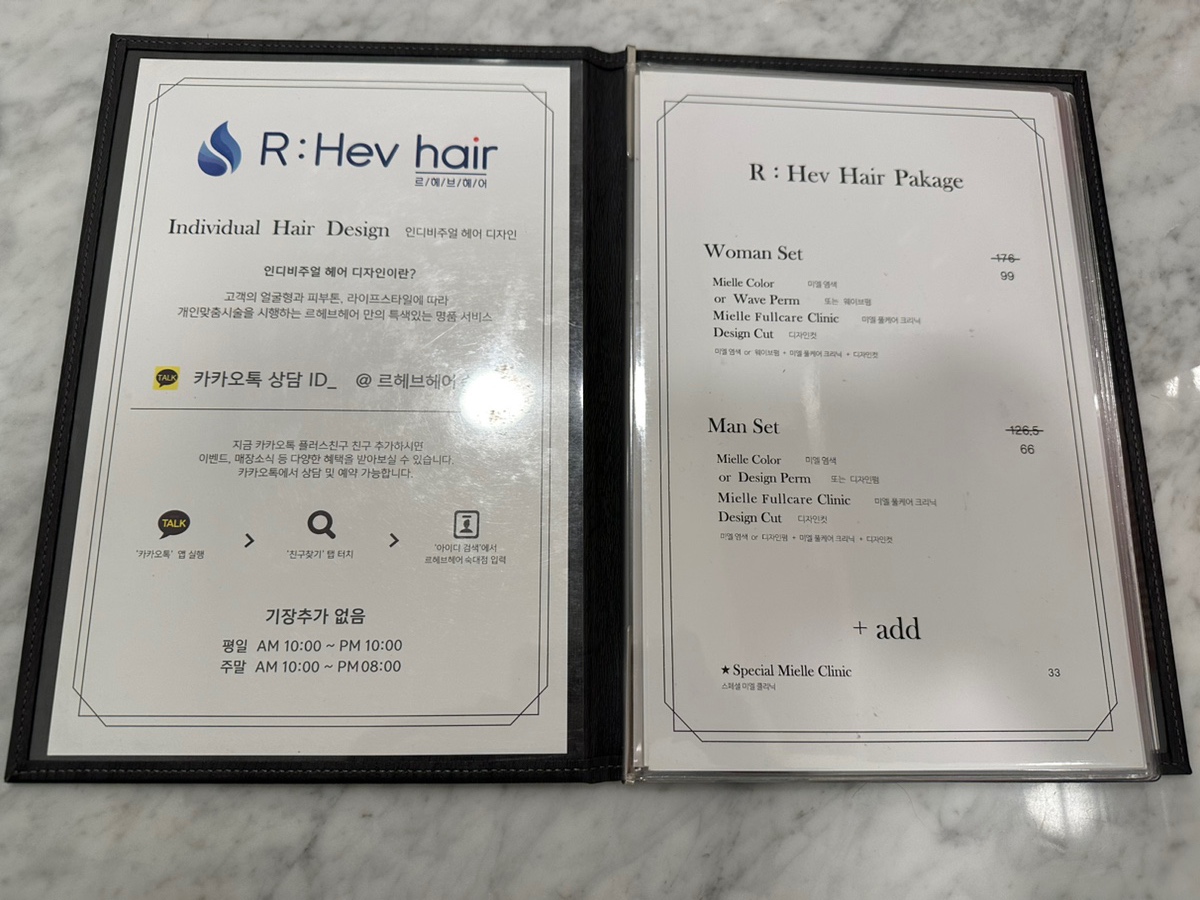 R:Hev hair
르/헤/브/헤/어
Individual Hair Design 인디비주얼 헤어 디자인
인디비주얼 헤어 디자인이란?
고객의 얼굴형과 피부톤, 라이프스타일에 따라
개인맞춤시술을 시행하는 르헤브헤어 만의 특색있는 명품 서비스
TALK 카카오톡 상담 ID_ @ 르헤브헤어
지금 카카오톡 플러스친구 친구 추가하시면
이벤트, 매장소식 등 다양한 혜택을 받아보실 수 있습니다.
카카오톡에서 상담 및 예약 가능합니다.
TALK
'카카오톡' 앱 실행
'친구찾기' 탭 터치
'아이디 검색'에서
르헤브헤어 숙대점 입력
기장추가 없음
평일 AM 10:00 ~ PM 10:00
주말 AM 10:00 ~ PM 08:00
R : Hev Hair Pakage
Woman Set 176
99
Mielle Color 미엘 염색
or Wave Perm 또는 웨이브펌
Mielle Fullcare Clinic 미엘 풀케어 크리닉
Design Cut 디자인컷
미엘 염색 or 웨이브펌 + 미엘 풀케어 크리닉 + 디자인컷
Man Set 126.5
66
Mielle Color 미엘 염색
or Design Perm 또는 디자인펌
Mielle Fullcare Clinic 미엘 풀케어 크리닉
Design Cut 디자인컷
미엘 염색 or 디자인펌 + 미엘 풀케어 크리닉 + 디자인컷
+ add
★ Special Mielle Clinic 33
스페셜 미엘 클리닉